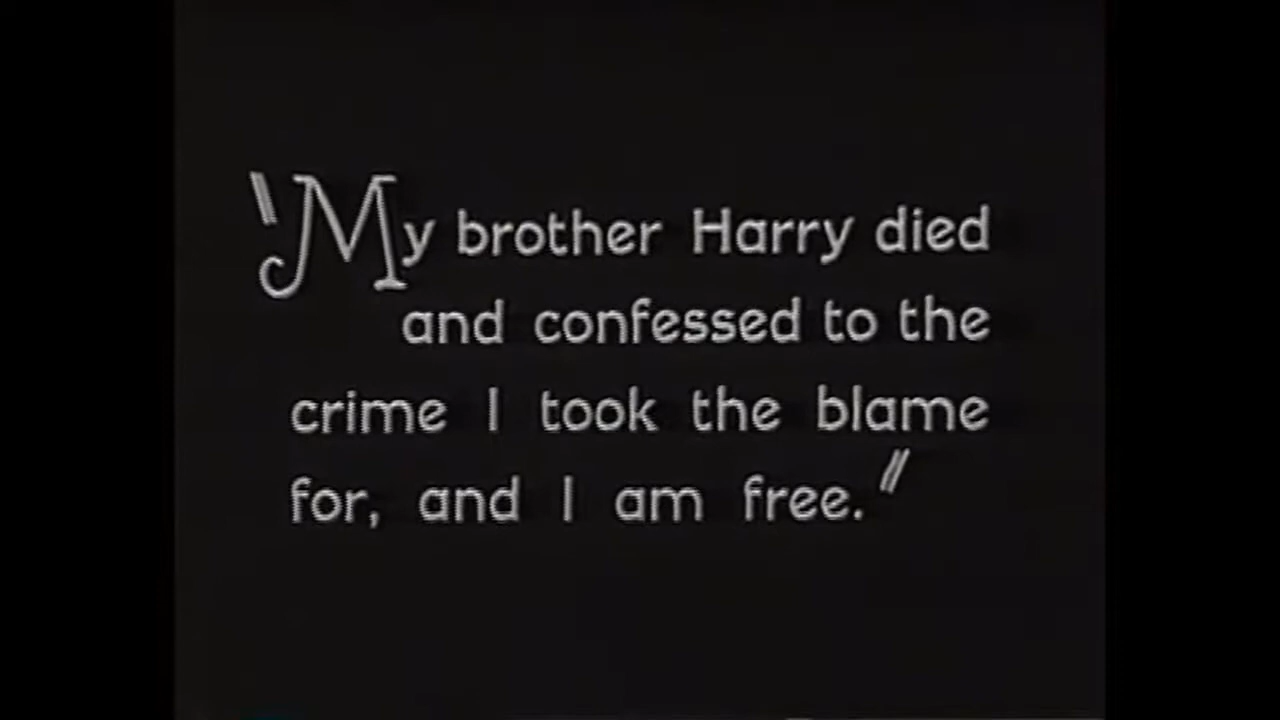 "My brother Harry died
and confessed to the
crime I took the blame
for, and I am free."